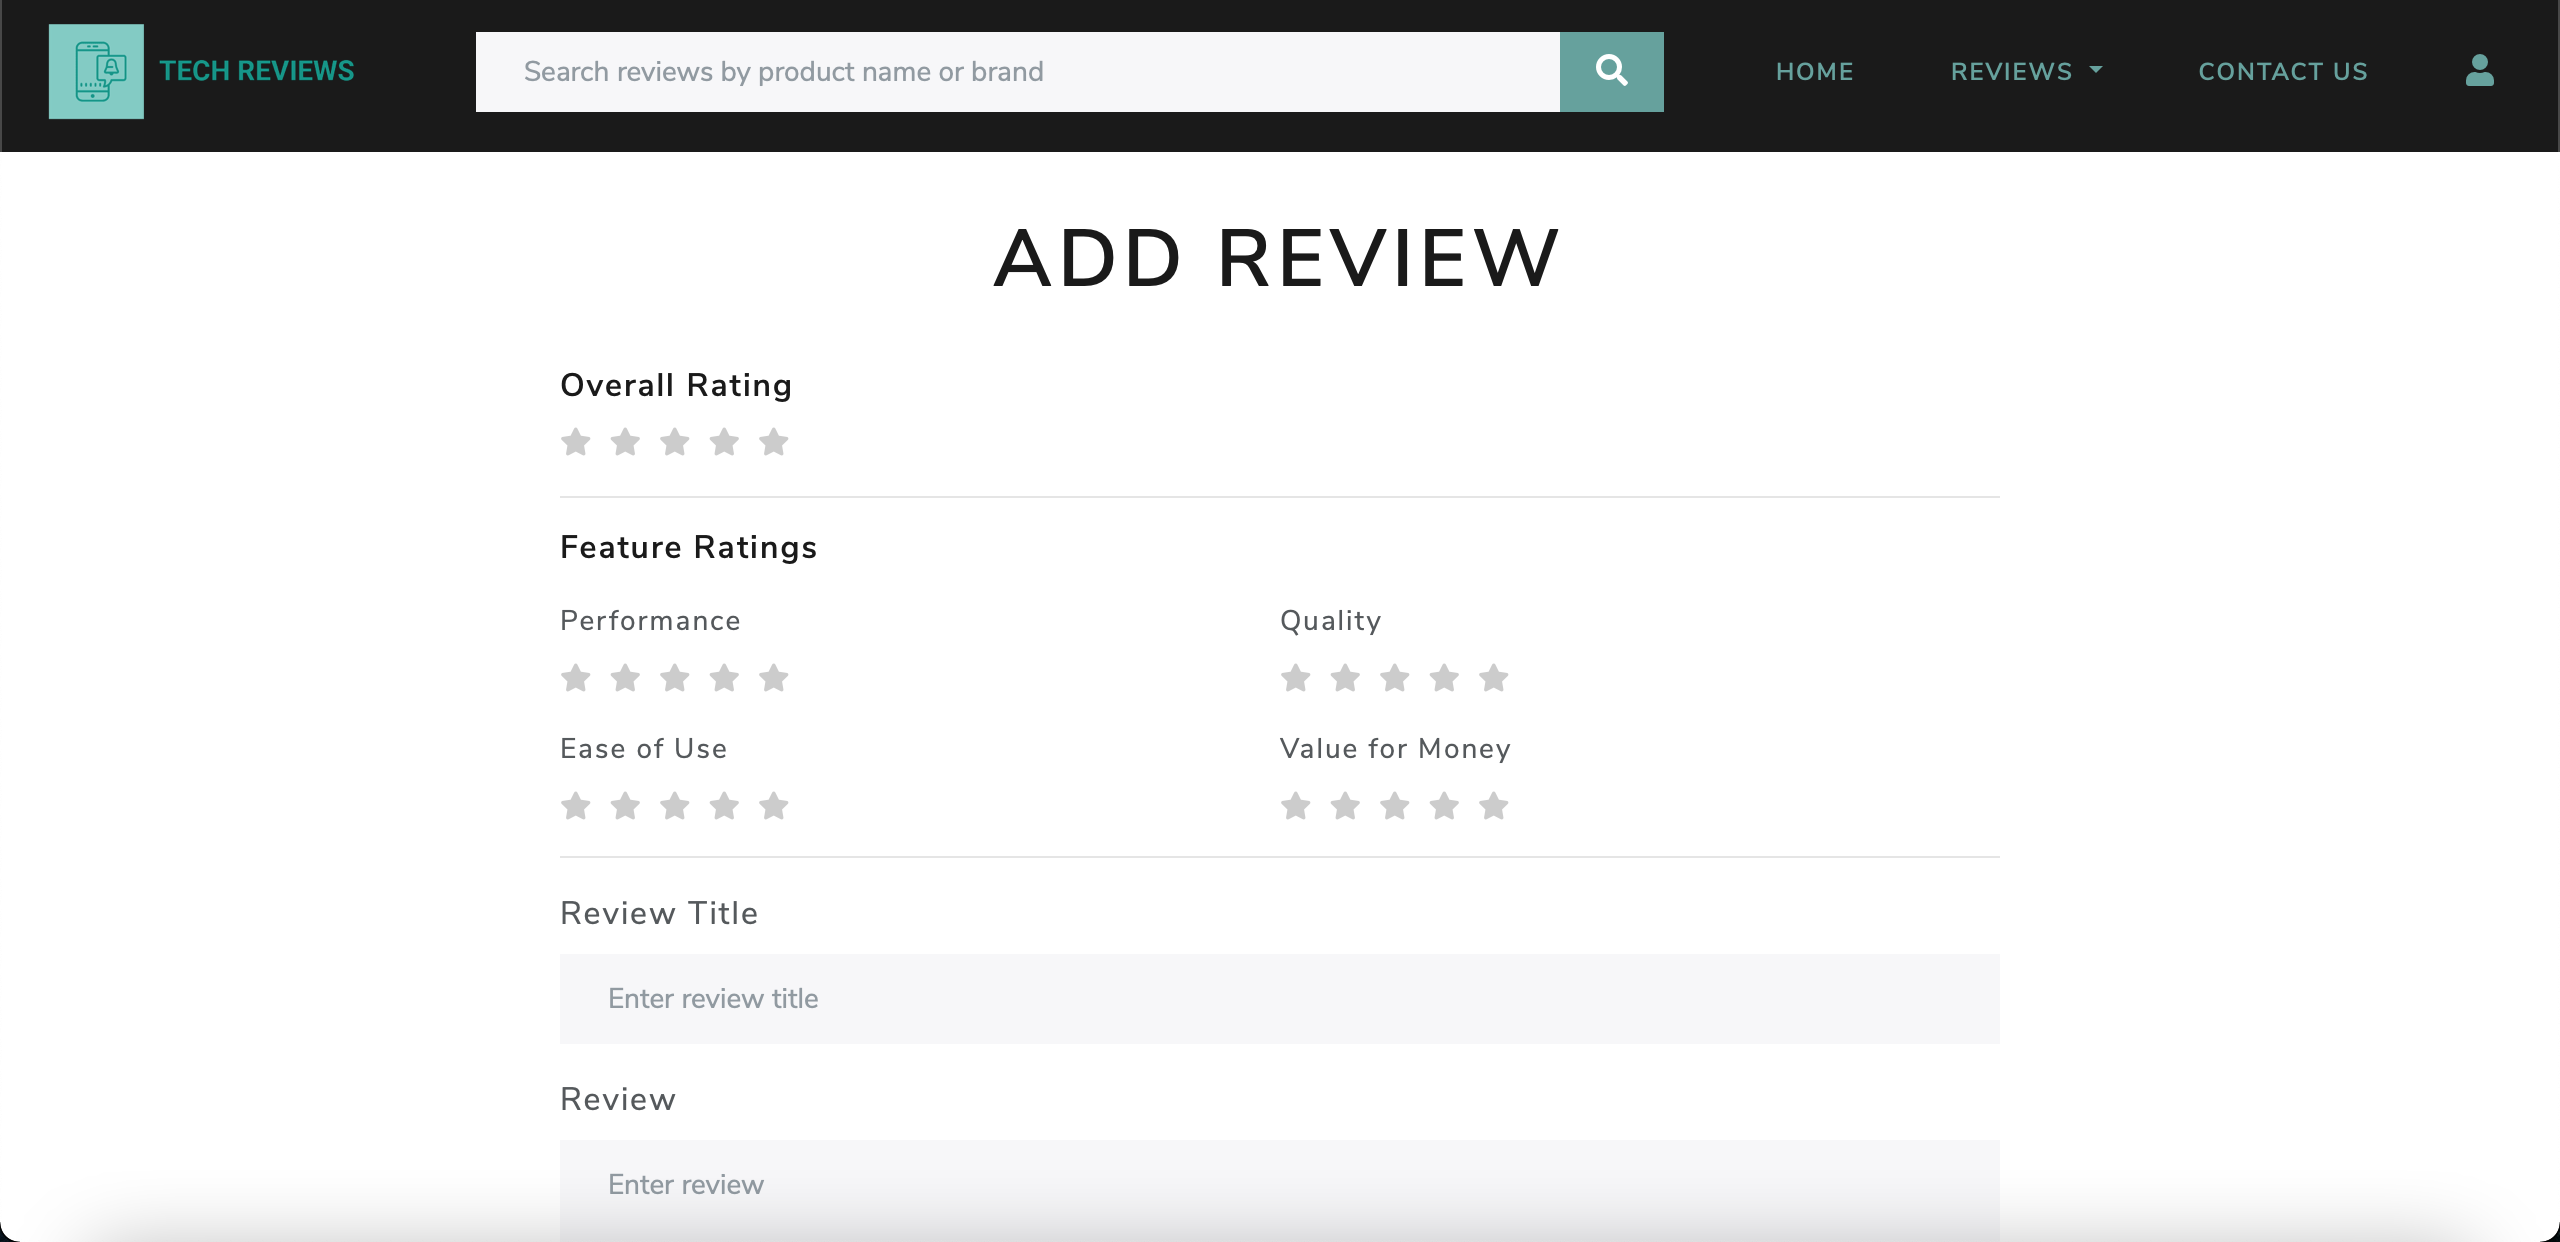 TECH REVIEWS
Search reviews by product name or brand
HOME
REVIEWS
CONTACT US
ADD REVIEW
Overall Rating
Feature Ratings
Performance
Quality
Ease of Use
Value for Money
Review Title
Enter review title
Review
Enter review